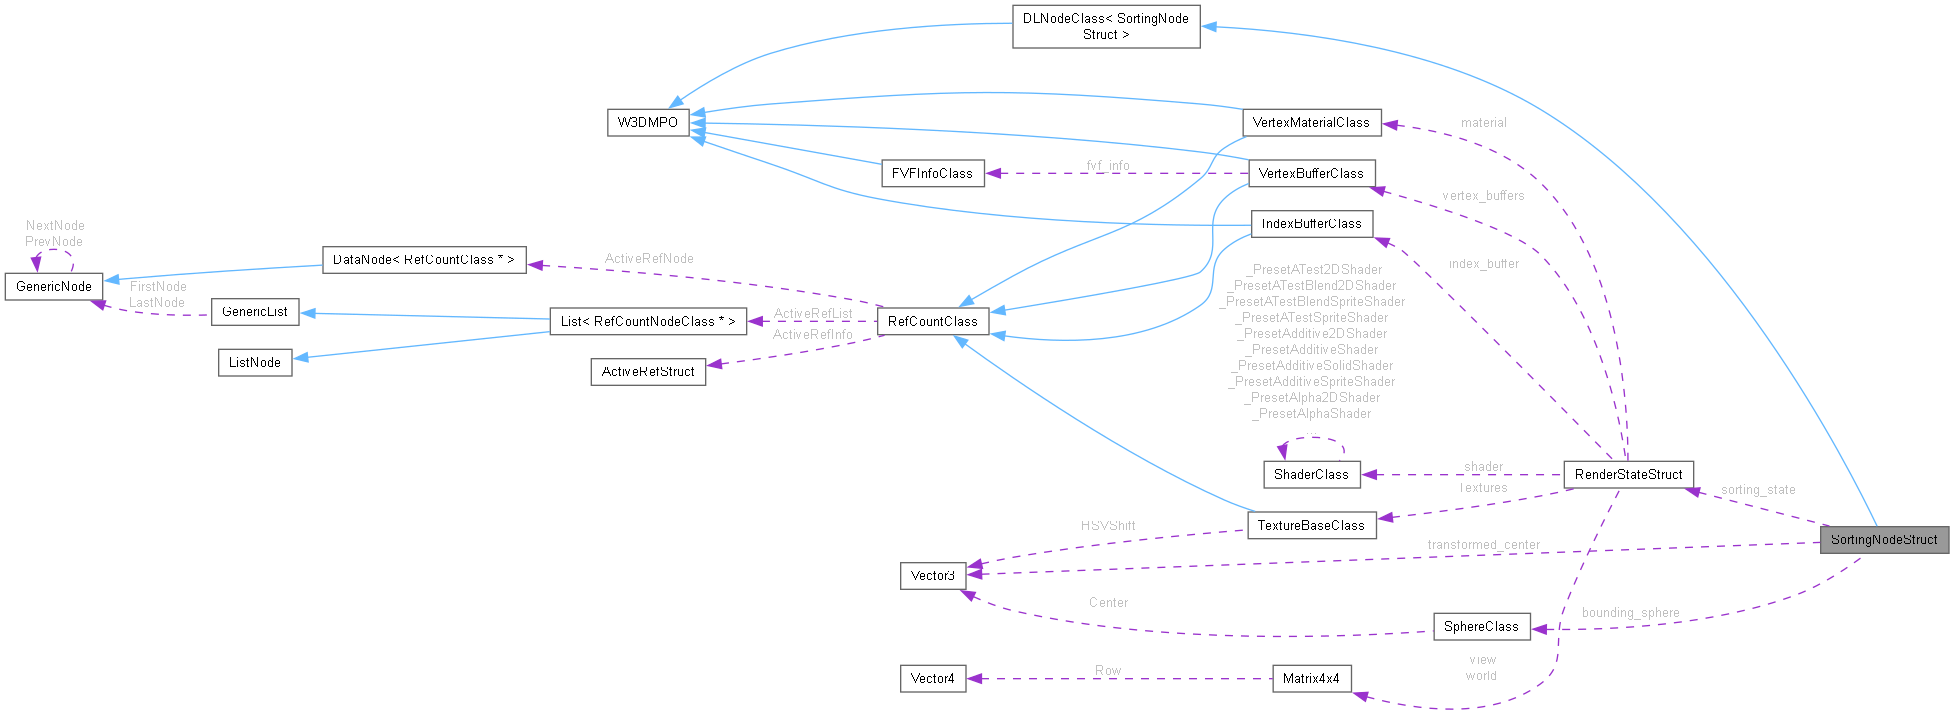 DLNodeClass< SortingNode
Struct >
W3DMPO
VertexMaterialClass
material
FVFInfoClass
fvf_info
VertexBufferClass
vertex_buffers
IndexBufferClass
index_buffer
NextNode
PrevNode
GenericNode
DataNode< RefCountClass * >
ActiveRefNode
FirstNode
LastNode
GenericList
List< RefCountNodeClass * >
ActiveRefList
ActiveRefInfo
RefCountClass
ListNode
ActiveRefStruct
_PresetATest2DShader
_PresetATestBlend2DShader
_PresetATestBlendSpriteShader
_PresetATestSpriteShader
_PresetAdditive2DShader
_PresetAdditiveShader
_PresetAdditiveSolidShader
_PresetAdditiveSpriteShader
_PresetAlpha2DShader
_PresetAlphaShader
...
ShaderClass
shader
RenderStateStruct
Textures
sorting_state
TextureBaseClass
HSVShift
transformed_center
SortingNodeStruct
Vector3
Center
SphereClass
bounding_sphere
view
world
Vector4
Row
Matrix4x4